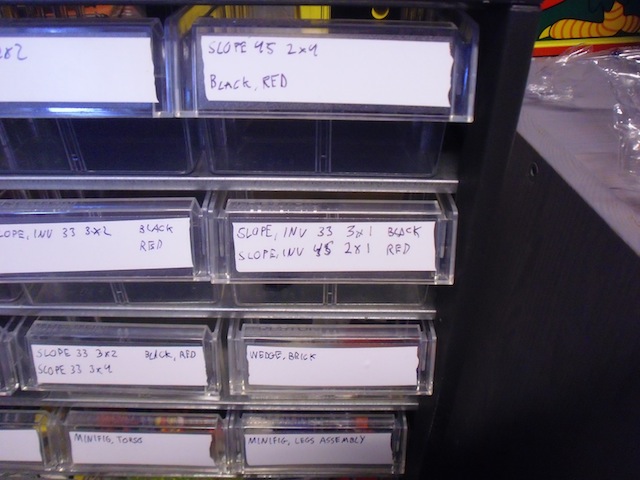 2x2
SLOPE 45 2x4
BLACK, RED
SLOPE, INV 33 3x2 BLACK
RED
SLOPE, INV 33 3x1 BLACK
SLOPE, INV 45 2x1 RED
SLOPE 33 3x2 BLACK, RED
SLOPE 33 3x4
WEDGE, BRICK
MINIFIG, TORSO
MINIFIG, LEGS ASSEMBLY